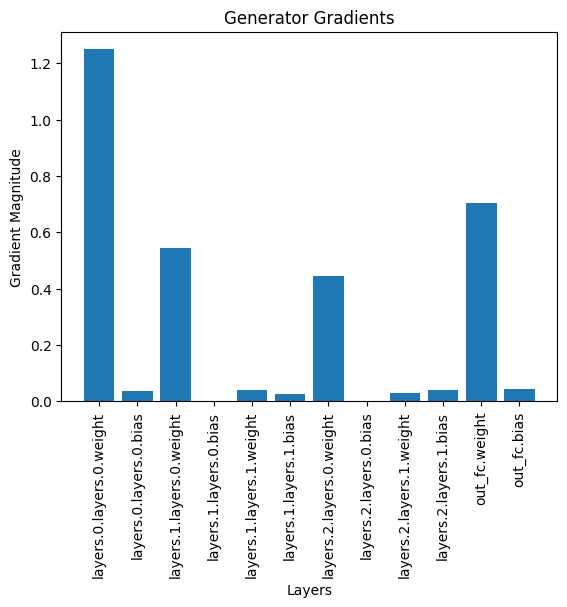 Generator Gradients
Gradient Magnitude
1.2
1.0
0.8
0.6
0.4
0.2
0.0
layers.0.layers.0.weight
layers.0.layers.0.bias
layers.1.layers.0.weight
layers.1.layers.0.bias
layers.1.layers.1.weight
layers.1.layers.1.bias
layers.2.layers.0.weight
layers.2.layers.0.bias
layers.2.layers.1.weight
layers.2.layers.1.bias
out_fc.weight
out_fc.bias
Layers